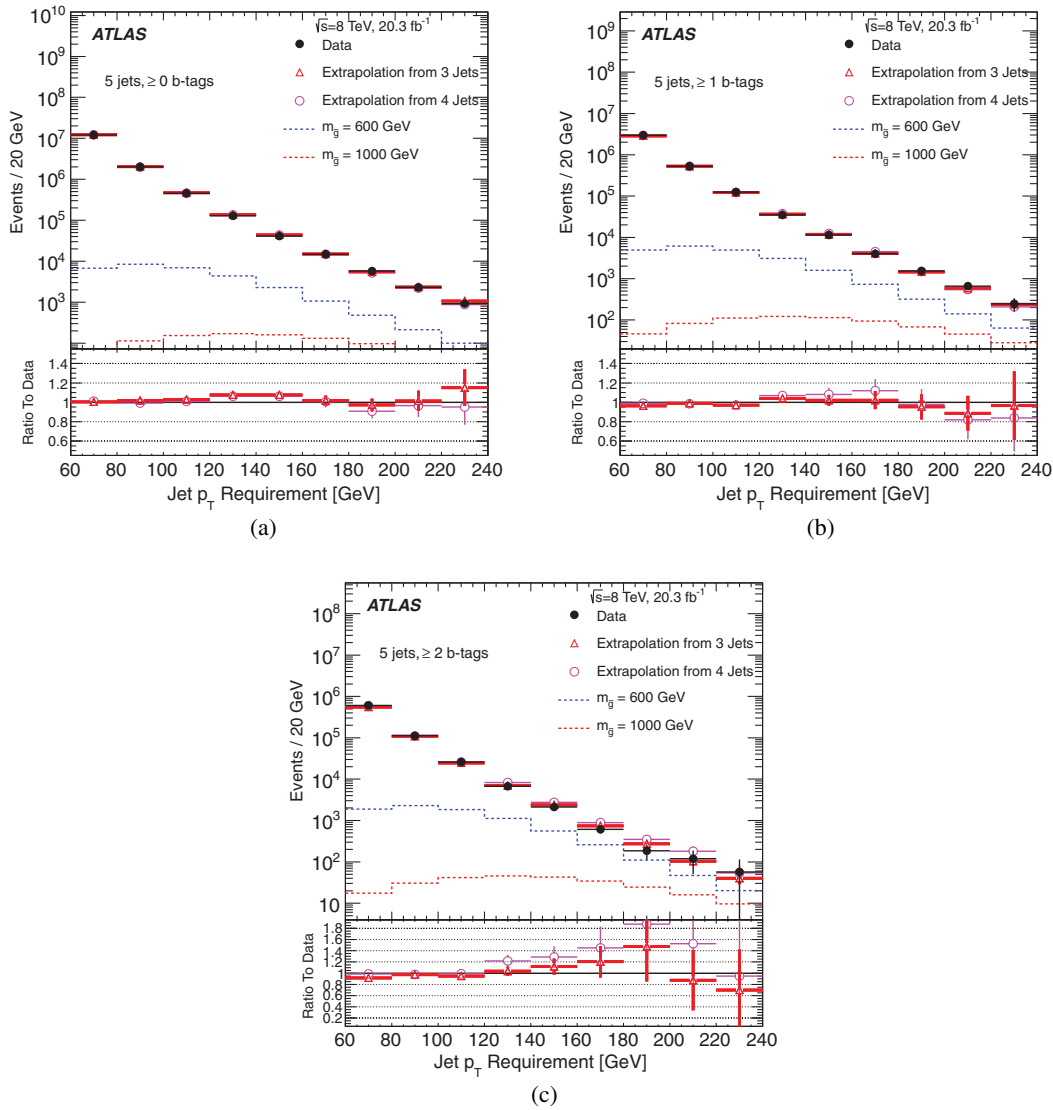 ATLAS
√s=8 TeV, 20.3 fb⁻¹
Data
5 jets, ≥ 0 b-tags
Extrapolation from 3 Jets
Extrapolation from 4 Jets
m_g̃ = 600 GeV
m_g̃ = 1000 GeV
Events / 20 GeV
10¹⁰
10⁹
10⁸
10⁷
10⁶
10⁵
10⁴
10³
Ratio To Data
1.4
1.2
1
0.8
0.6
60 80 100 120 140 160 180 200 220 240
Jet p_T Requirement [GeV]
(a)
ATLAS
√s=8 TeV, 20.3 fb⁻¹
Data
5 jets, ≥ 1 b-tags
Extrapolation from 3 Jets
Extrapolation from 4 Jets
m_g̃ = 600 GeV
m_g̃ = 1000 GeV
Events / 20 GeV
10⁹
10⁸
10⁷
10⁶
10⁵
10⁴
10³
10²
Ratio To Data
1.4
1.2
1
0.8
0.6
60 80 100 120 140 160 180 200 220 240
Jet p_T Requirement [GeV]
(b)
ATLAS
√s=8 TeV, 20.3 fb⁻¹
Data
5 jets, ≥ 2 b-tags
Extrapolation from 3 Jets
Extrapolation from 4 Jets
m_g̃ = 600 GeV
m_g̃ = 1000 GeV
Events / 20 GeV
10⁸
10⁷
10⁶
10⁵
10⁴
10³
10²
10
Ratio To Data
1.8
1.6
1.4
1.2
1
0.8
0.6
0.4
0.2
60 80 100 120 140 160 180 200 220 240
Jet p_T Requirement [GeV]
(c)